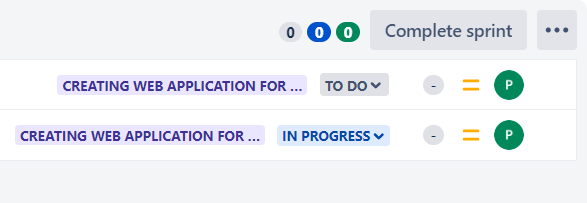 0 0 0 Complete sprint •••
CREATING WEB APPLICATION FOR ... TO DO - P
CREATING WEB APPLICATION FOR ... IN PROGRESS - P